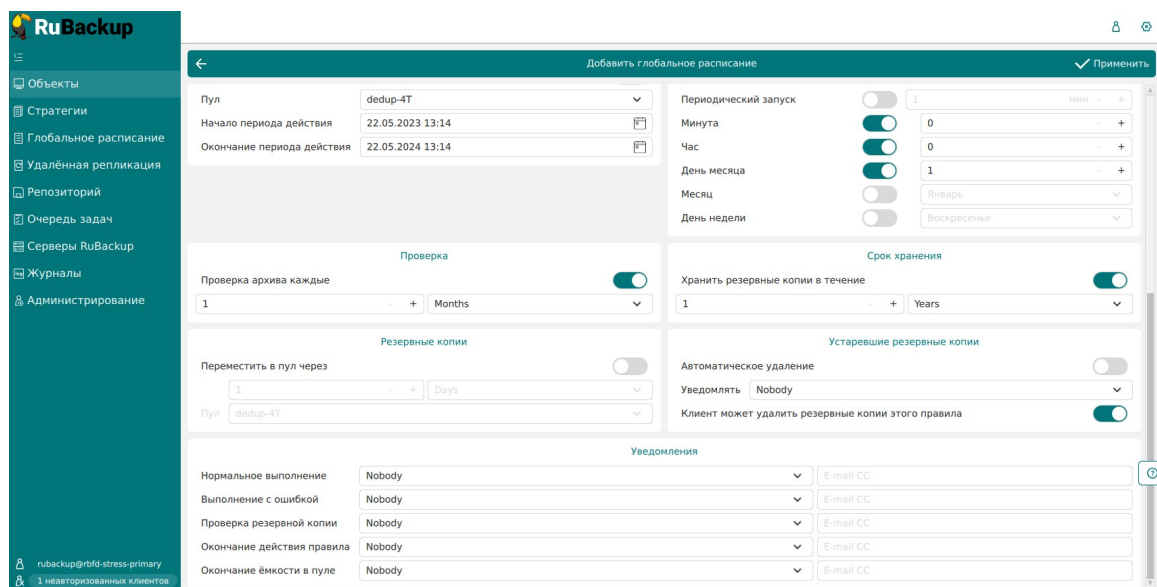 RuBackup
Объекты
Стратегии
Глобальное расписание
Удалённая репликация
Репозиторий
Очередь задач
Серверы RuBackup
Журналы
Администрирование
rubackup@rbfd-stress-primary
1 неавторизованных клиентов
Добавить глобальное расписание
Применить
Пул dedup-4T
Начало периода действия 22.05.2023 13:14
Окончание периода действия 22.05.2024 13:14
Периодический запуск 1 мин - +
Минута 0 - +
Час 0 - +
День месяца 1 - +
Месяц Январь
День недели Воскресенье
Проверка
Проверка архива каждые
1 - + Months
Срок хранения
Хранить резервные копии в течение
1 - + Years
Резервные копии
Переместить в пул через
1 - + Days
Пул dedup-4T
Устаревшие резервные копии
Автоматическое удаление
Уведомлять Nobody
Клиент может удалить резервные копии этого правила
Уведомления
Нормальное выполнение Nobody E-mail CC
Выполнение с ошибкой Nobody E-mail CC
Проверка резервной копии Nobody E-mail CC
Окончание действия правила Nobody E-mail CC
Окончание ёмкости в пуле Nobody E-mail CC